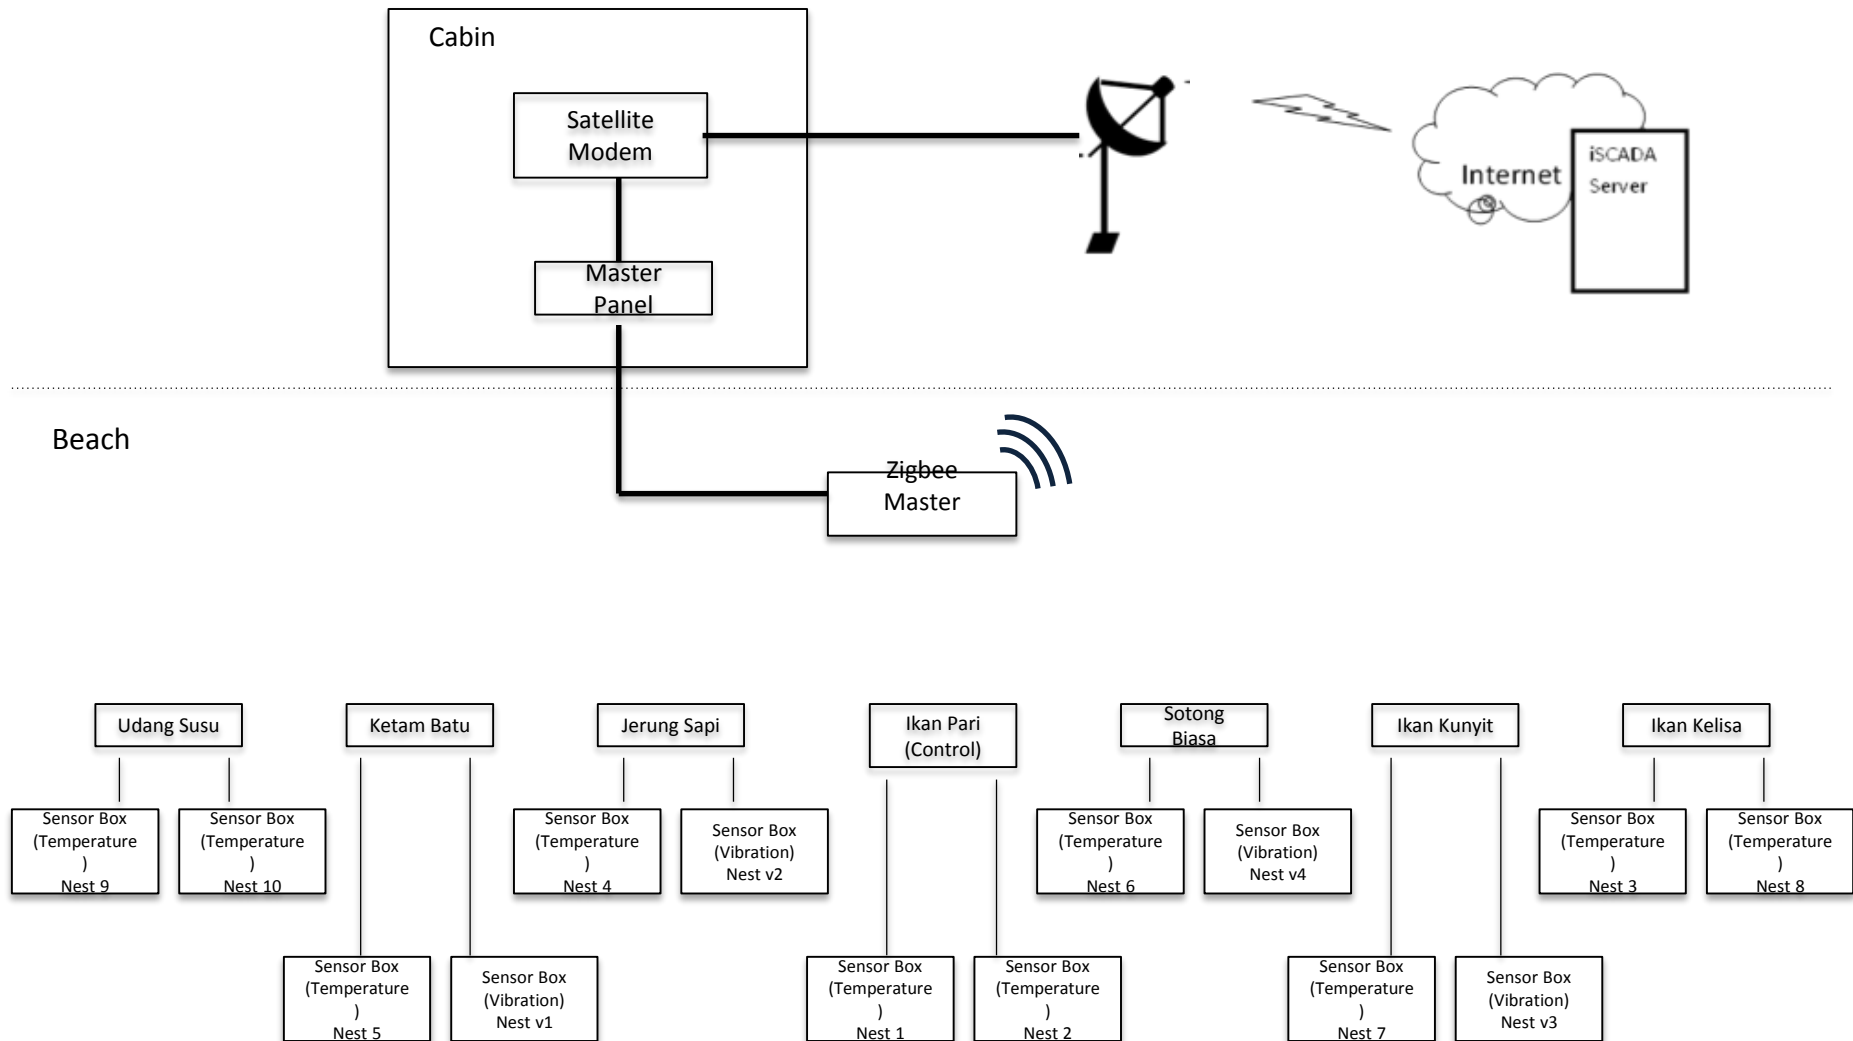 Cabin
Satellite
Modem
Master
Panel
Internet
iSCADA
Server
Beach
Zigbee
Master
Udang Susu
Ketam Batu
Jerung Sapi
Ikan Pari
(Control)
Sotong
Biasa
Ikan Kunyit
Ikan Kelisa
Sensor Box
(Temperature
)
Nest 9
Sensor Box
(Temperature
)
Nest 10
Sensor Box
(Temperature
)
Nest 4
Sensor Box
(Vibration)
Nest v2
Sensor Box
(Temperature
)
Nest 6
Sensor Box
(Vibration)
Nest v4
Sensor Box
(Temperature
)
Nest 3
Sensor Box
(Temperature
)
Nest 8
Sensor Box
(Temperature
)
Nest 5
Sensor Box
(Vibration)
Nest v1
Sensor Box
(Temperature
)
Nest 1
Sensor Box
(Temperature
)
Nest 2
Sensor Box
(Temperature
)
Nest 7
Sensor Box
(Vibration)
Nest v3